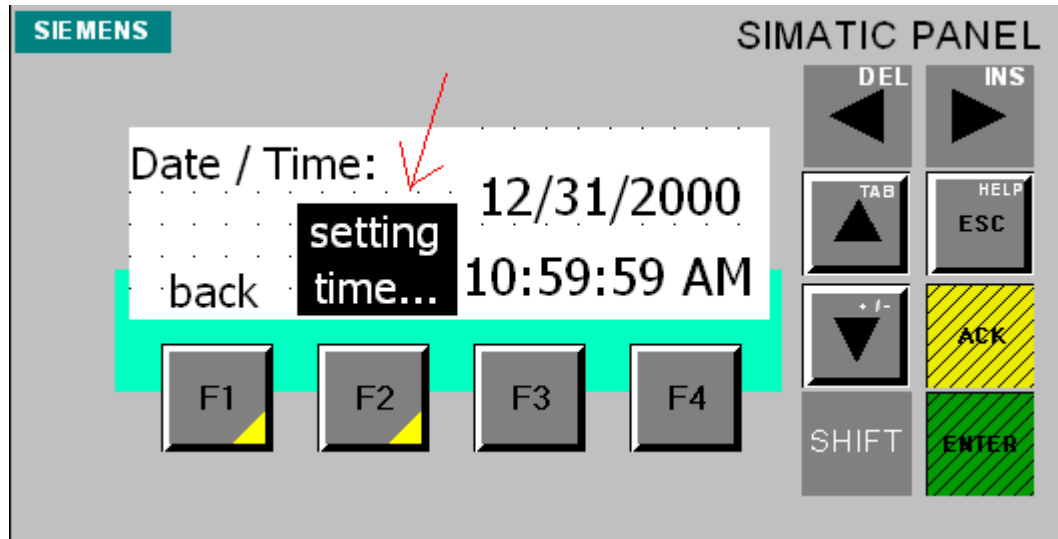 SIEMENS
SIMATIC PANEL
DEL
INS
Date / Time:
12/31/2000
setting
time...
back
10:59:59 AM
TAB
HELP
ESC
+ / -
ACK
F1
F2
F3
F4
SHIFT
ENTER